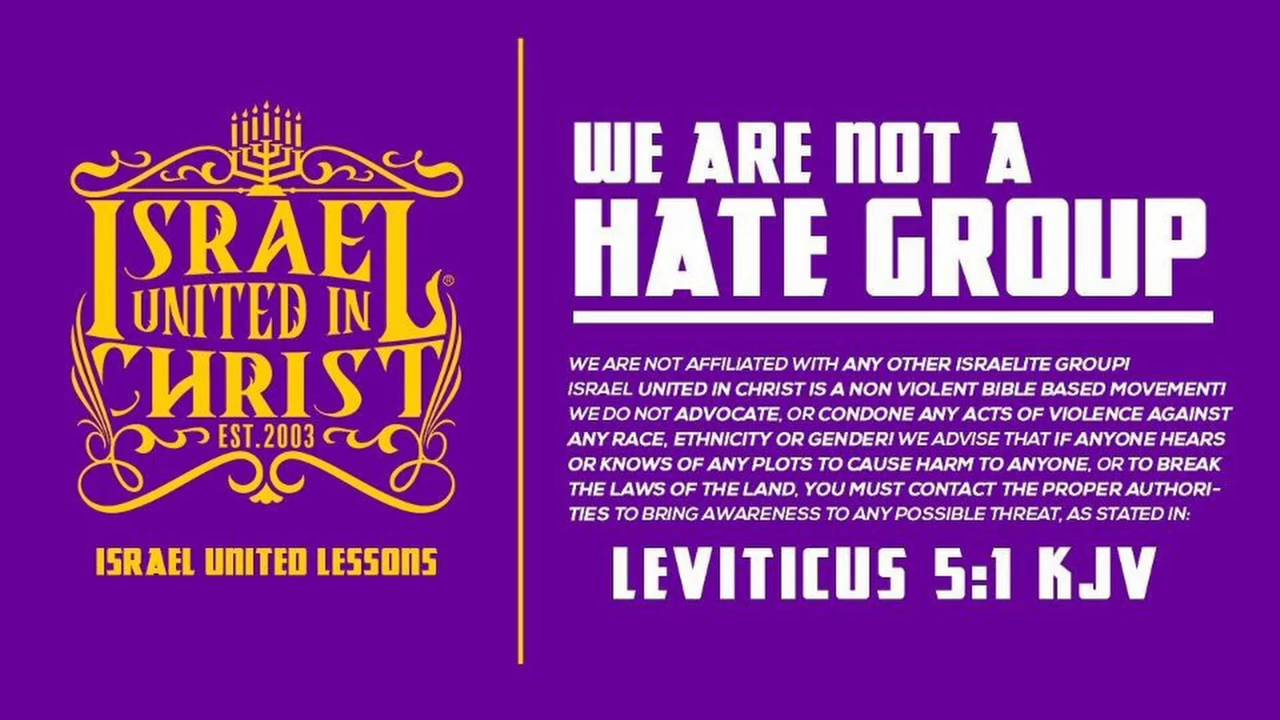 ISRAEL
UNITED IN
CHRIST
EST.2003
ISRAEL UNITED LESSONS
WE ARE NOT A
HATE GROUP
WE ARE NOT AFFILIATED WITH ANY OTHER ISRAELITE GROUP!
ISRAEL UNITED IN CHRIST IS A NON VIOLENT BIBLE BASED MOVEMENT!
WE DO NOT ADVOCATE, OR CONDONE ANY ACTS OF VIOLENCE AGAINST
ANY RACE, ETHNICITY OR GENDER! WE ADVISE THAT IF ANYONE HEARS
OR KNOWS OF ANY PLOTS TO CAUSE HARM TO ANYONE, OR TO BREAK
THE LAWS OF THE LAND, YOU MUST CONTACT THE PROPER AUTHORI-
TIES TO BRING AWARENESS TO ANY POSSIBLE THREAT, AS STATED IN:
LEVITICUS 5:1 KJV